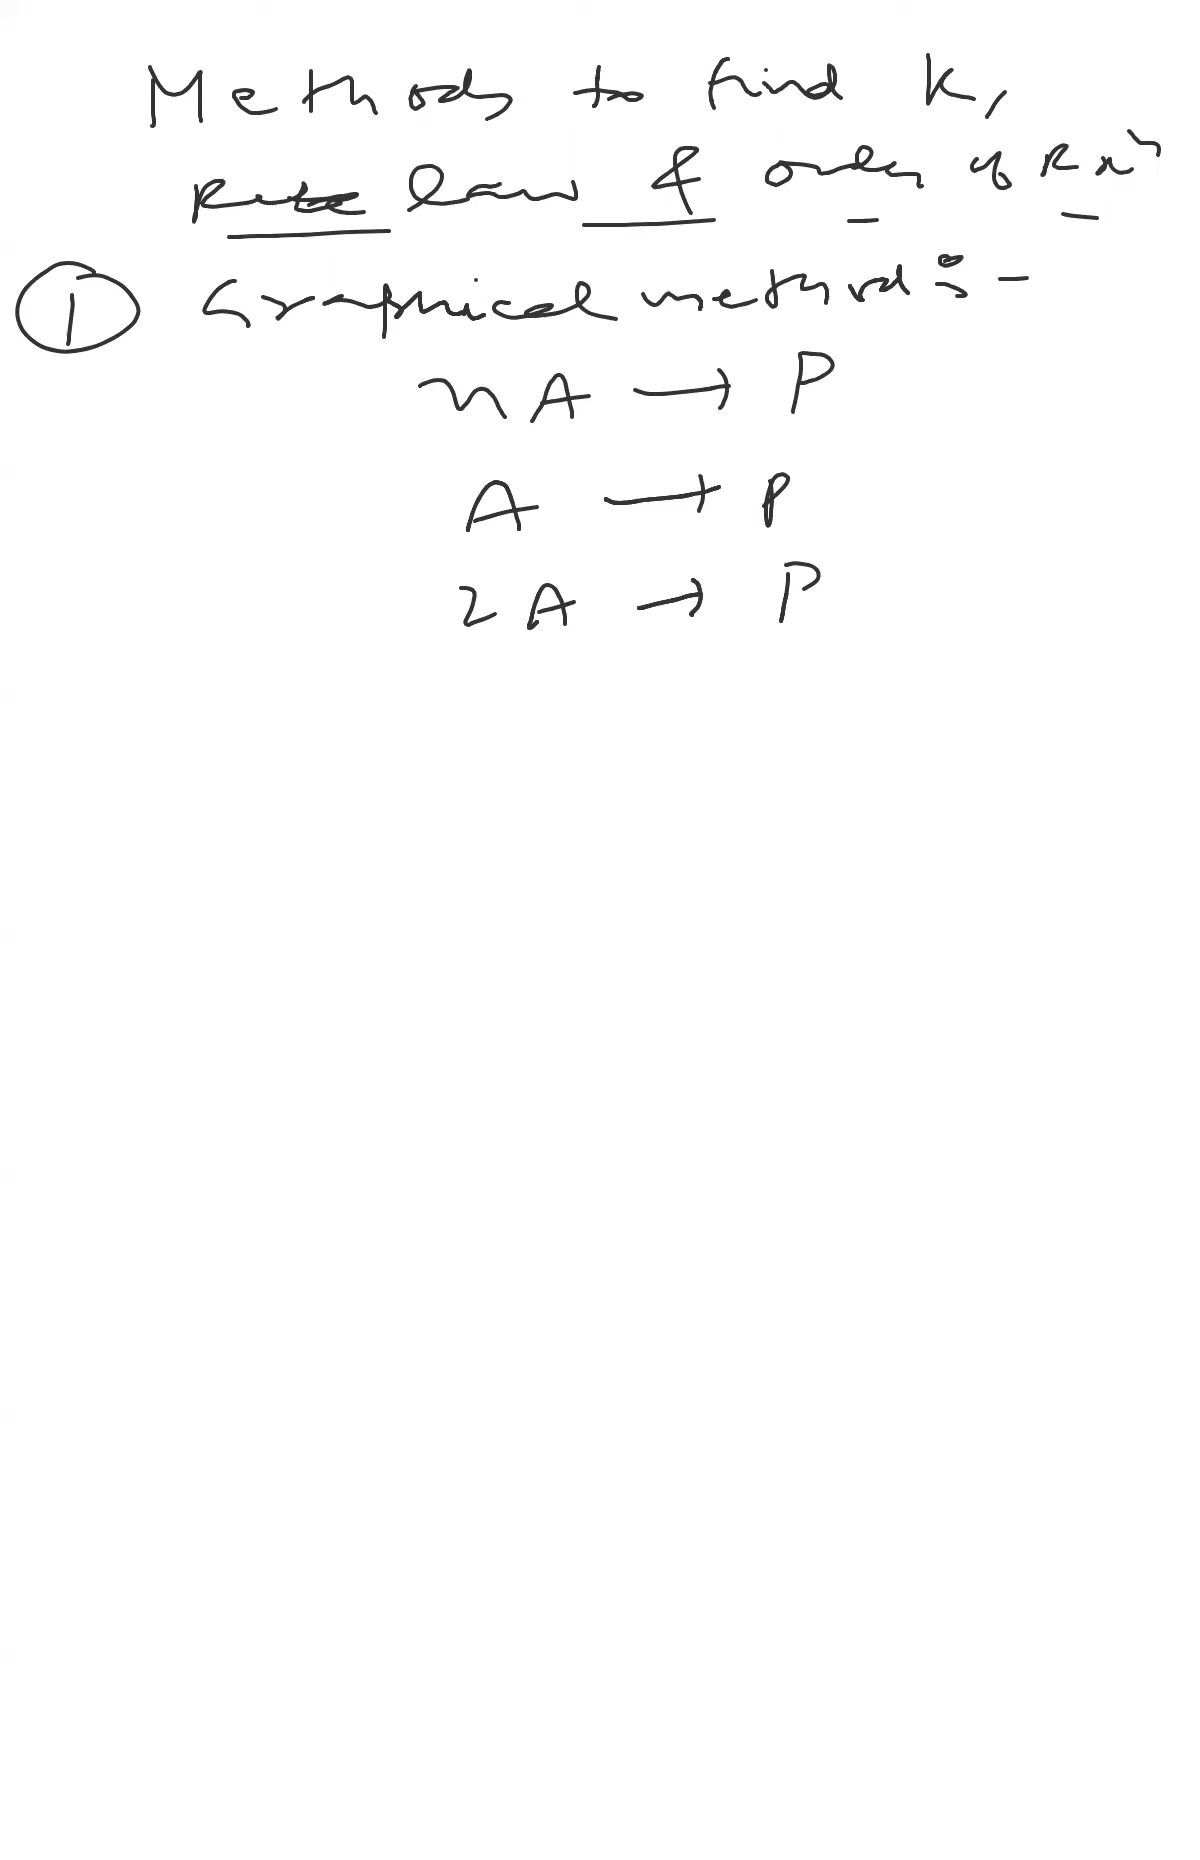 Methods to find K,
Rate law & order of Rxn
① Graphical method :-
nA → P
A → P
2A → P